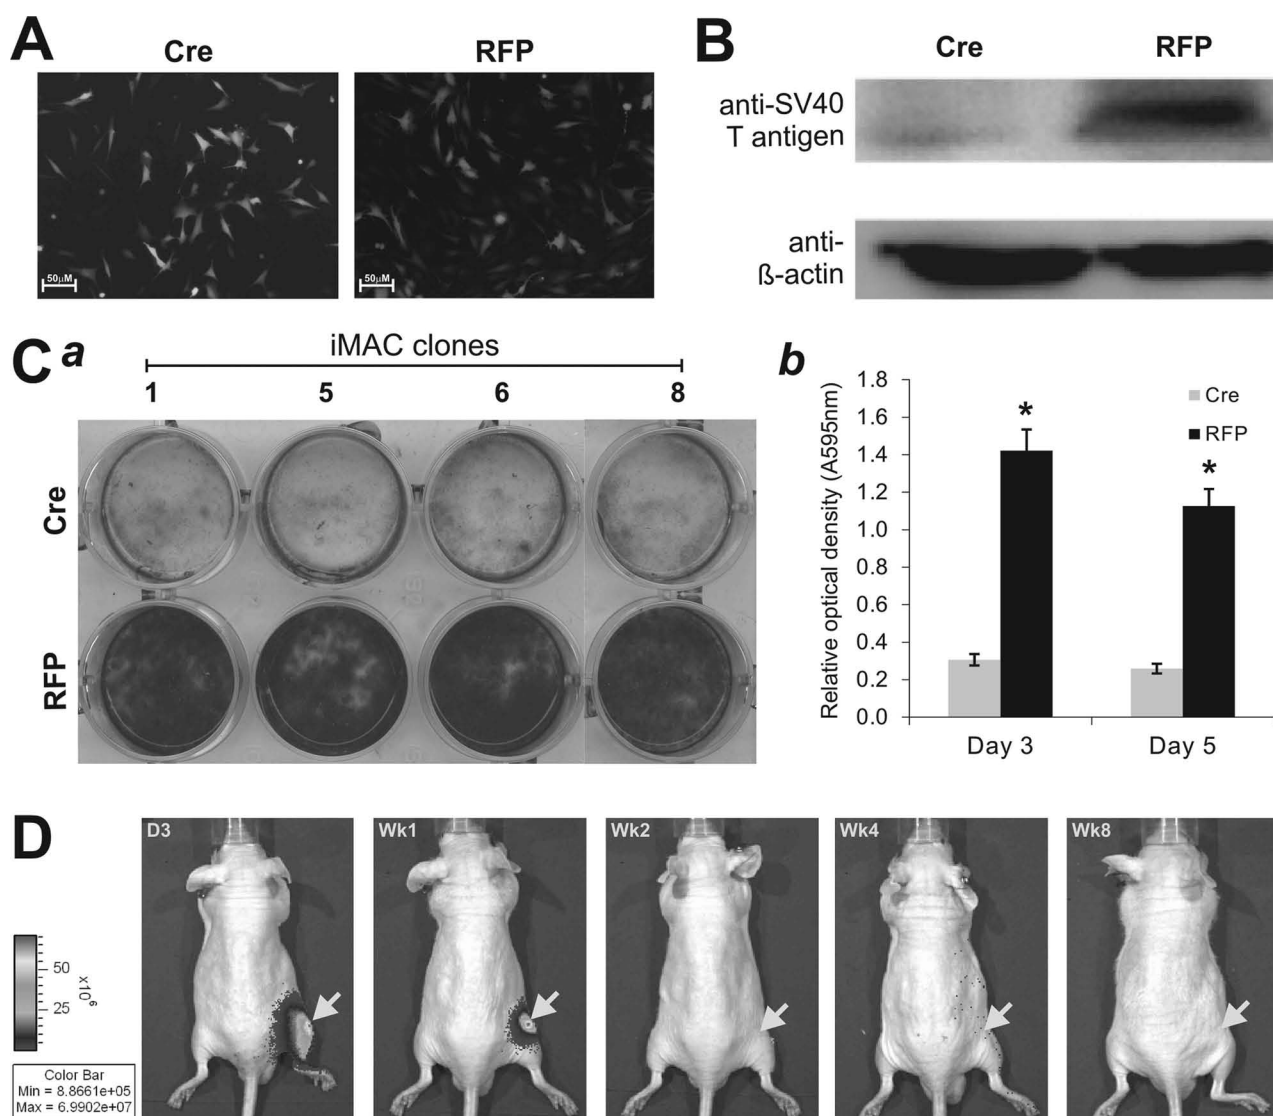 A
Cre
RFP
50µM
50µM
B
Cre
RFP
anti-SV40
T antigen
anti-
ß-actin
C a
iMAC clones
1 5 6 8
Cre
RFP
b
Relative optical density (A595nm)
1.8
1.6
1.4
1.2
1.0
0.8
0.6
0.4
0.2
0.0
Cre
RFP
*
*
Day 3
Day 5
D
D3
Wk1
Wk2
Wk4
Wk8
50
25
x10⁶
Color Bar
Min = 8.8661e+05
Max = 6.9902e+07